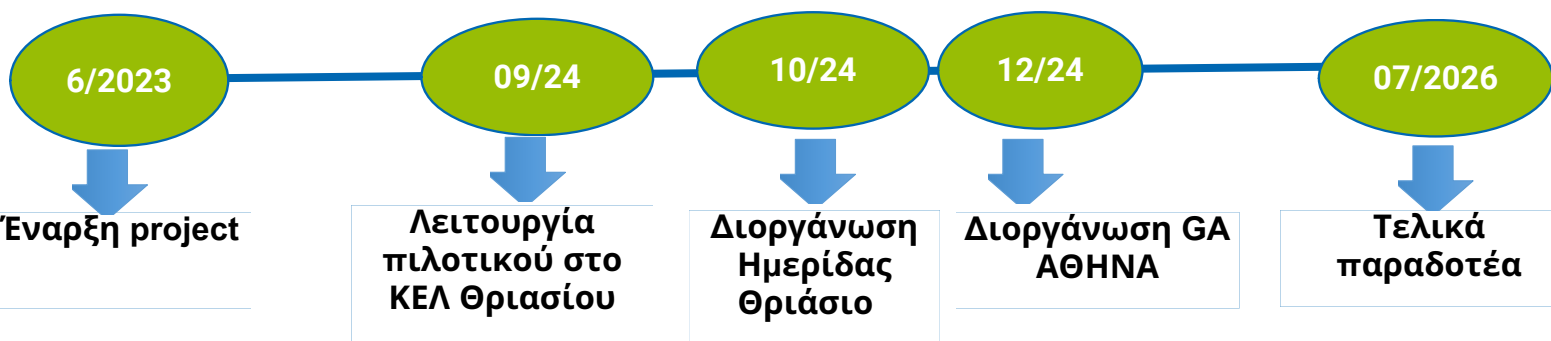 6/2023
09/24
10/24
12/24
07/2026
Έναρξη project
Λειτουργία
πιλοτικού στο
ΚΕΛ Θριασίου
Διοργάνωση
Ημερίδας
Θριάσιο
Διοργάνωση GA
ΑΘΗΝΑ
Τελικά
παραδοτέα